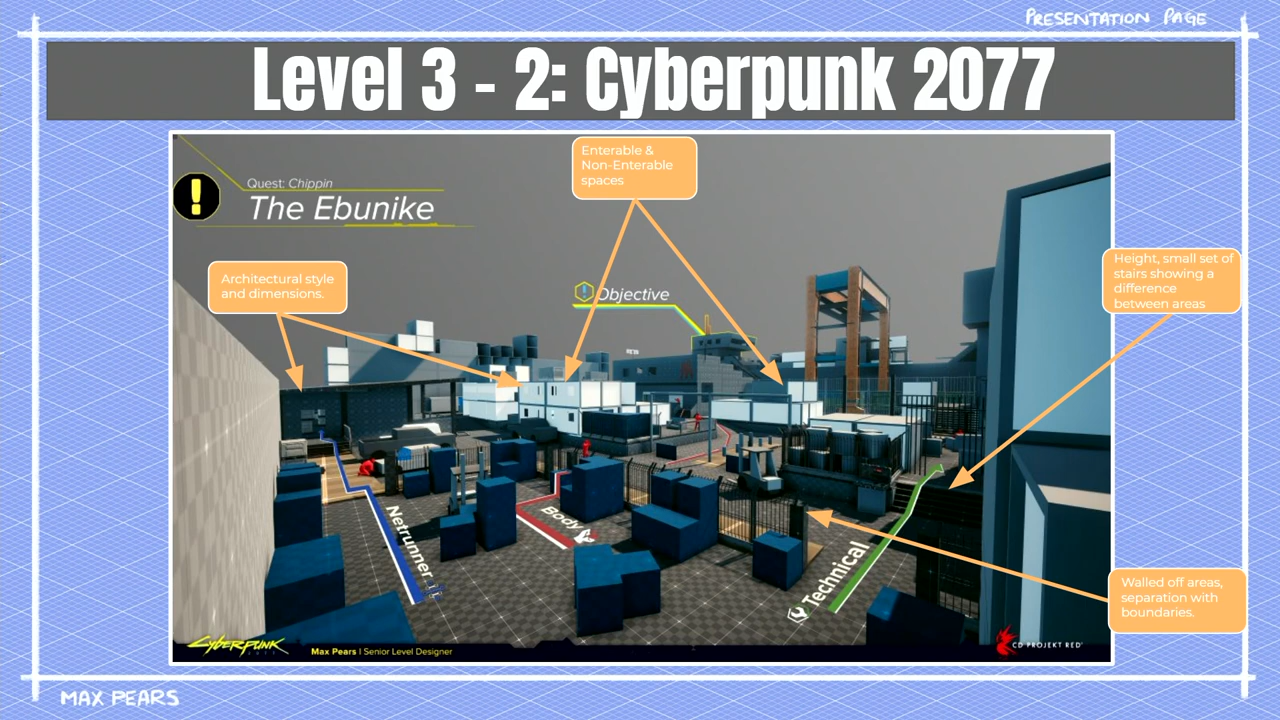 PRESENTATION PAGE
Level 3 - 2: Cyberpunk 2077
Enterable &
Non-Enterable
spaces
Quest: Chippin
The Ebunike
Architectural style
and dimensions.
Objective
Height, small set of
stairs showing a
difference
between areas
Netrunner
Body
Technical
Walled off areas,
separation with
boundaries.
CYBERPUNK
2077
Max Pears | Senior Level Designer
CD PROJEKT RED
MAX PEARS